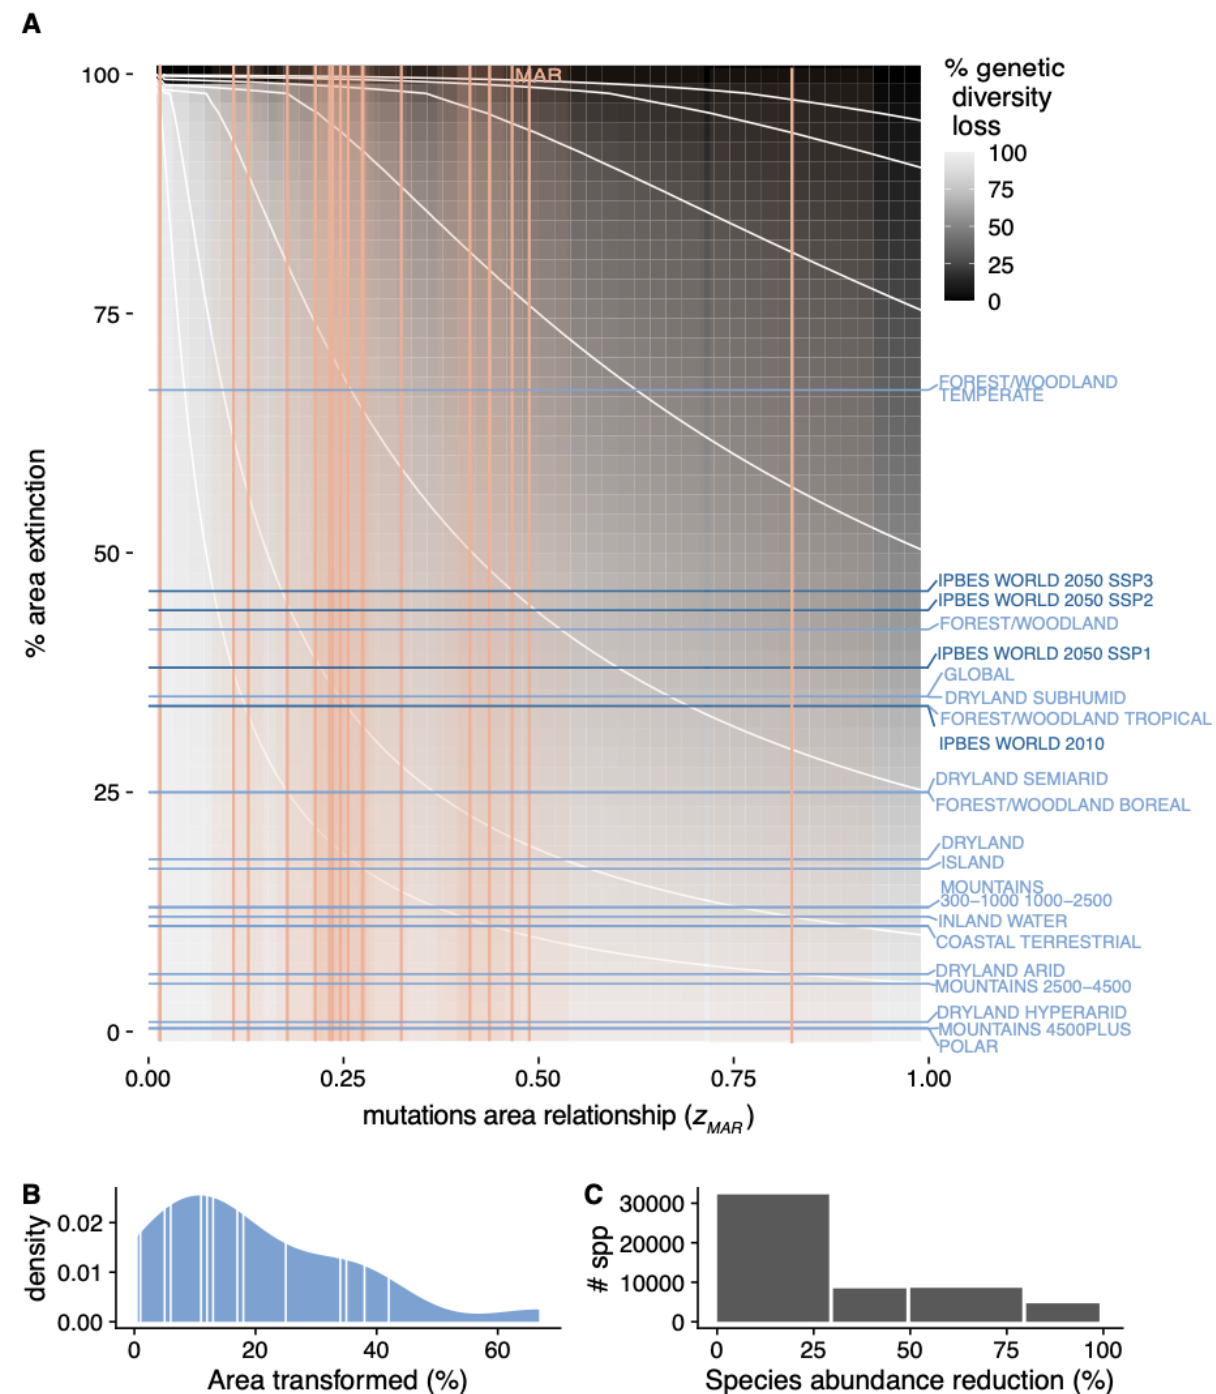 A
MAR
% genetic
diversity
loss
100
75
50
25
0
100
75
50
25
0
% area extinction
FOREST/WOODLAND
TEMPERATE
IPBES WORLD 2050 SSP3
IPBES WORLD 2050 SSP2
FOREST/WOODLAND
IPBES WORLD 2050 SSP1
GLOBAL
DRYLAND SUBHUMID
FOREST/WOODLAND TROPICAL
IPBES WORLD 2010
DRYLAND SEMIARID
FOREST/WOODLAND BOREAL
DRYLAND
ISLAND
MOUNTAINS
300−1000 1000−2500
INLAND WATER
COASTAL TERRESTRIAL
DRYLAND ARID
MOUNTAINS 2500−4500
DRYLAND HYPERARID
MOUNTAINS 4500PLUS
POLAR
0.00 0.25 0.50 0.75 1.00
mutations area relationship (zMAR)
B
density
0.02
0.01
0.00
0 20 40 60
Area transformed (%)
C
# spp
30000
20000
10000
0
0 25 50 75 100
Species abundance reduction (%)